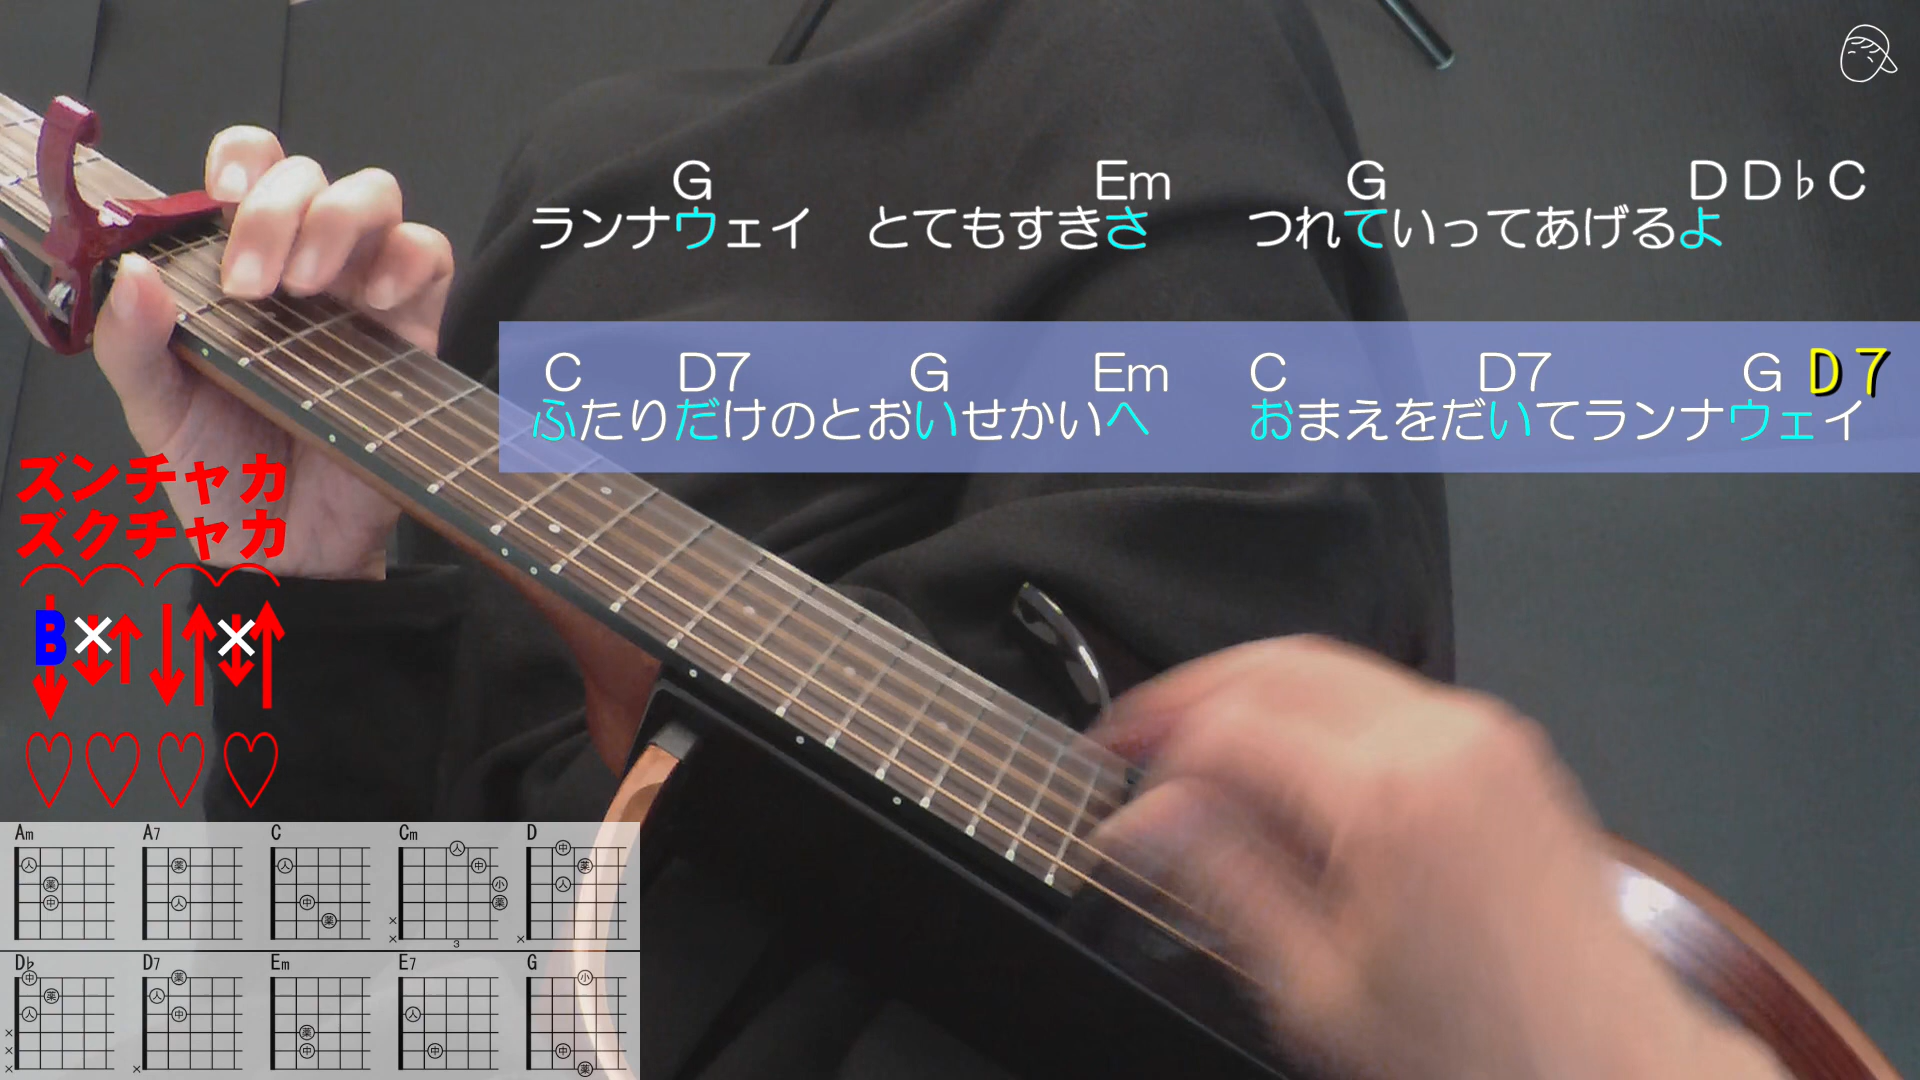 G Em G D D♭C
ランナウェイ とてもすきさ つれていってあげるよ
C D7 G Em C D7 G D7
ふたりだけのとおいせかいへ おまえをだいてランナウェイ
ズンチャカ
ズクチャカ
B
Am A7 C Cm D
人 薬 中
薬 人
人 中 薬
人 中 小 薬
中 薬 人
3
D♭ D7 Em E7 G
中 薬 人
薬 人 中
薬 中
人 中
小 中 薬